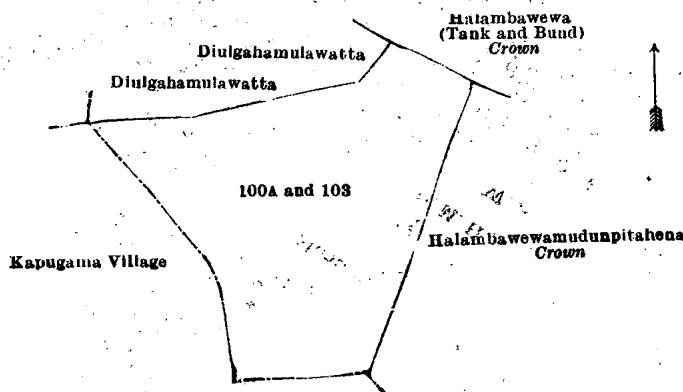 Halambawewa
(Tank and Bund)
Crown
Diulgahamulawatta
Diulgahamulawatta
100A and 103
Halambawewamudunpitahena
Crown
Kapugama Village